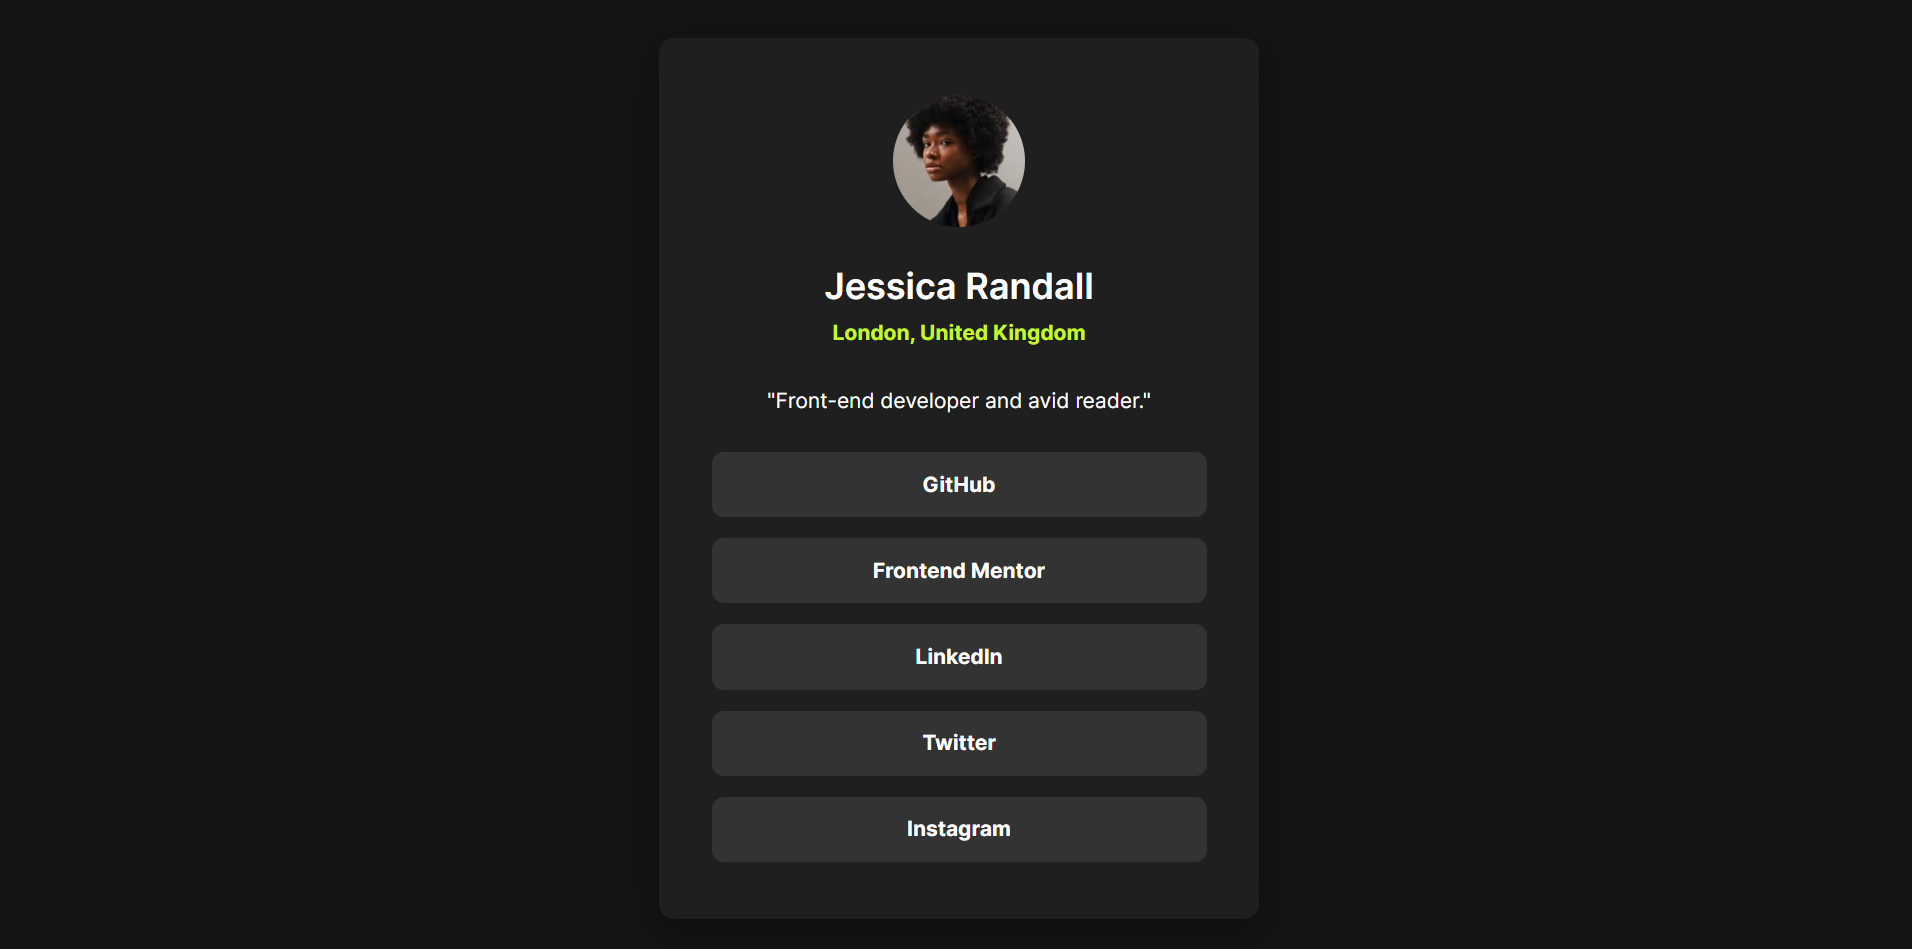 Jessica Randall
London, United Kingdom
"Front-end developer and avid reader."
GitHub
Frontend Mentor
LinkedIn
Twitter
Instagram